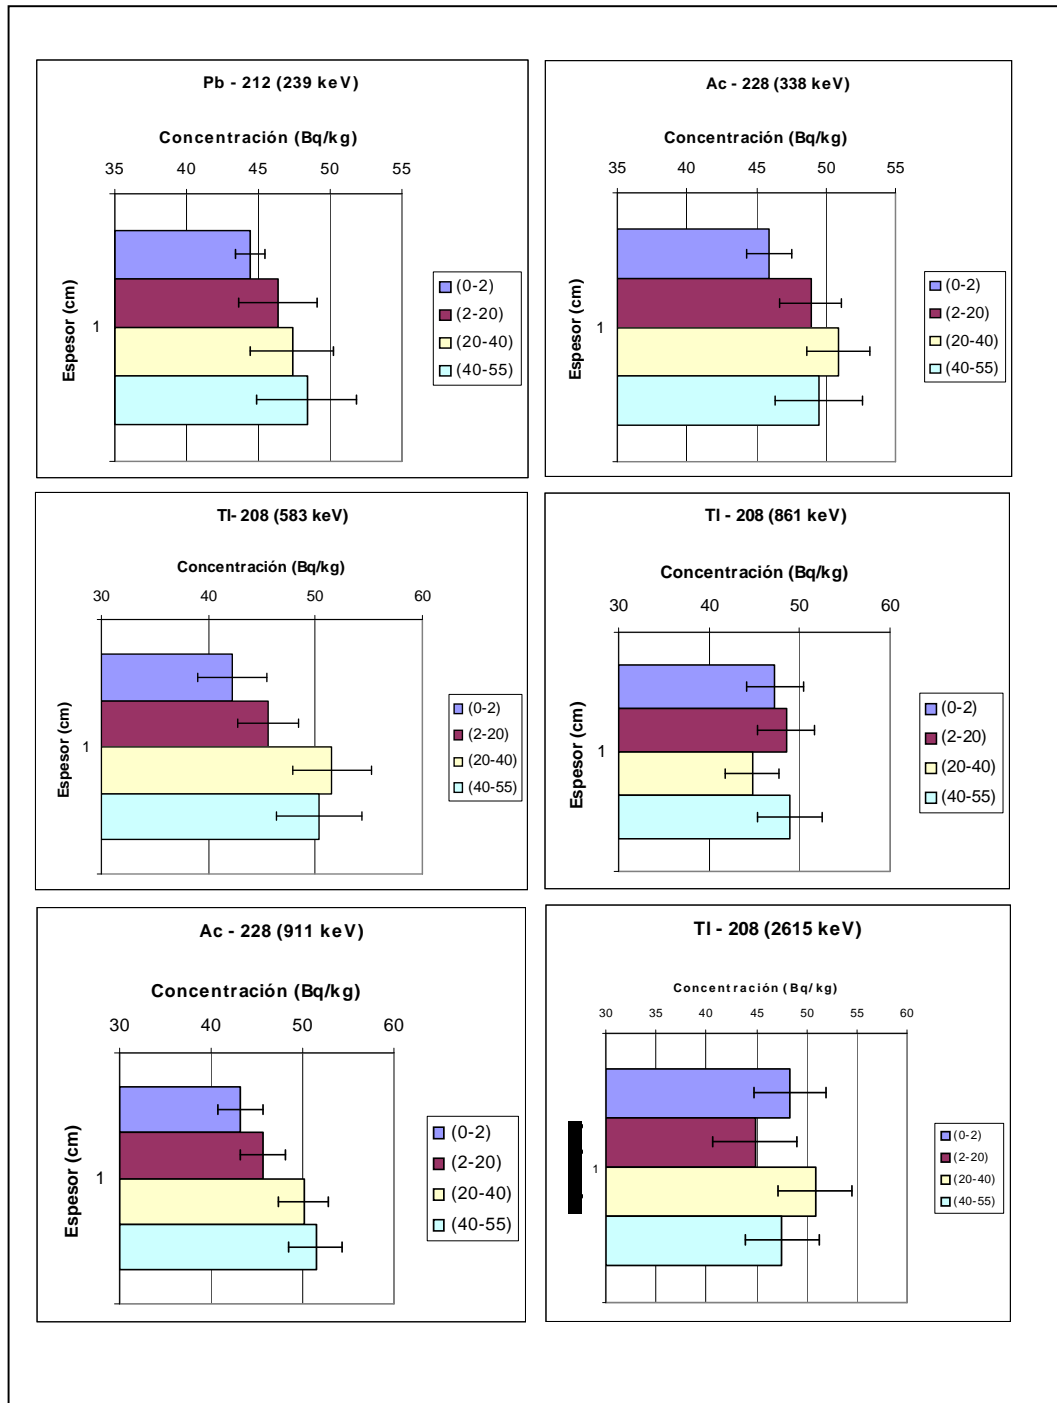 Pb - 212 (239 keV)
Concentración (Bq/kg)
35 40 45 50 55
Espesor (cm)
1
(0-2)
(2-20)
(20-40)
(40-55)
Ac - 228 (338 keV)
Concentración (Bq/kg)
35 40 45 50 55
Espesor (cm)
1
(0-2)
(2-20)
(20-40)
(40-55)
Tl- 208 (583 keV)
Concentración (Bq/kg)
30 40 50 60
Espesor (cm)
1
(0-2)
(2-20)
(20-40)
(40-55)
Tl - 208 (861 keV)
Concentración (Bq/kg)
30 40 50 60
Espesor (cm)
1
(0-2)
(2-20)
(20-40)
(40-55)
Ac - 228 (911 keV)
Concentración (Bq/kg)
30 40 50 60
Espesor (cm)
1
(0-2)
(2-20)
(20-40)
(40-55)
Tl - 208 (2615 keV)
Concentración (Bq/kg)
30 35 40 45 50 55 60
1
(0-2)
(2-20)
(20-40)
(40-55)